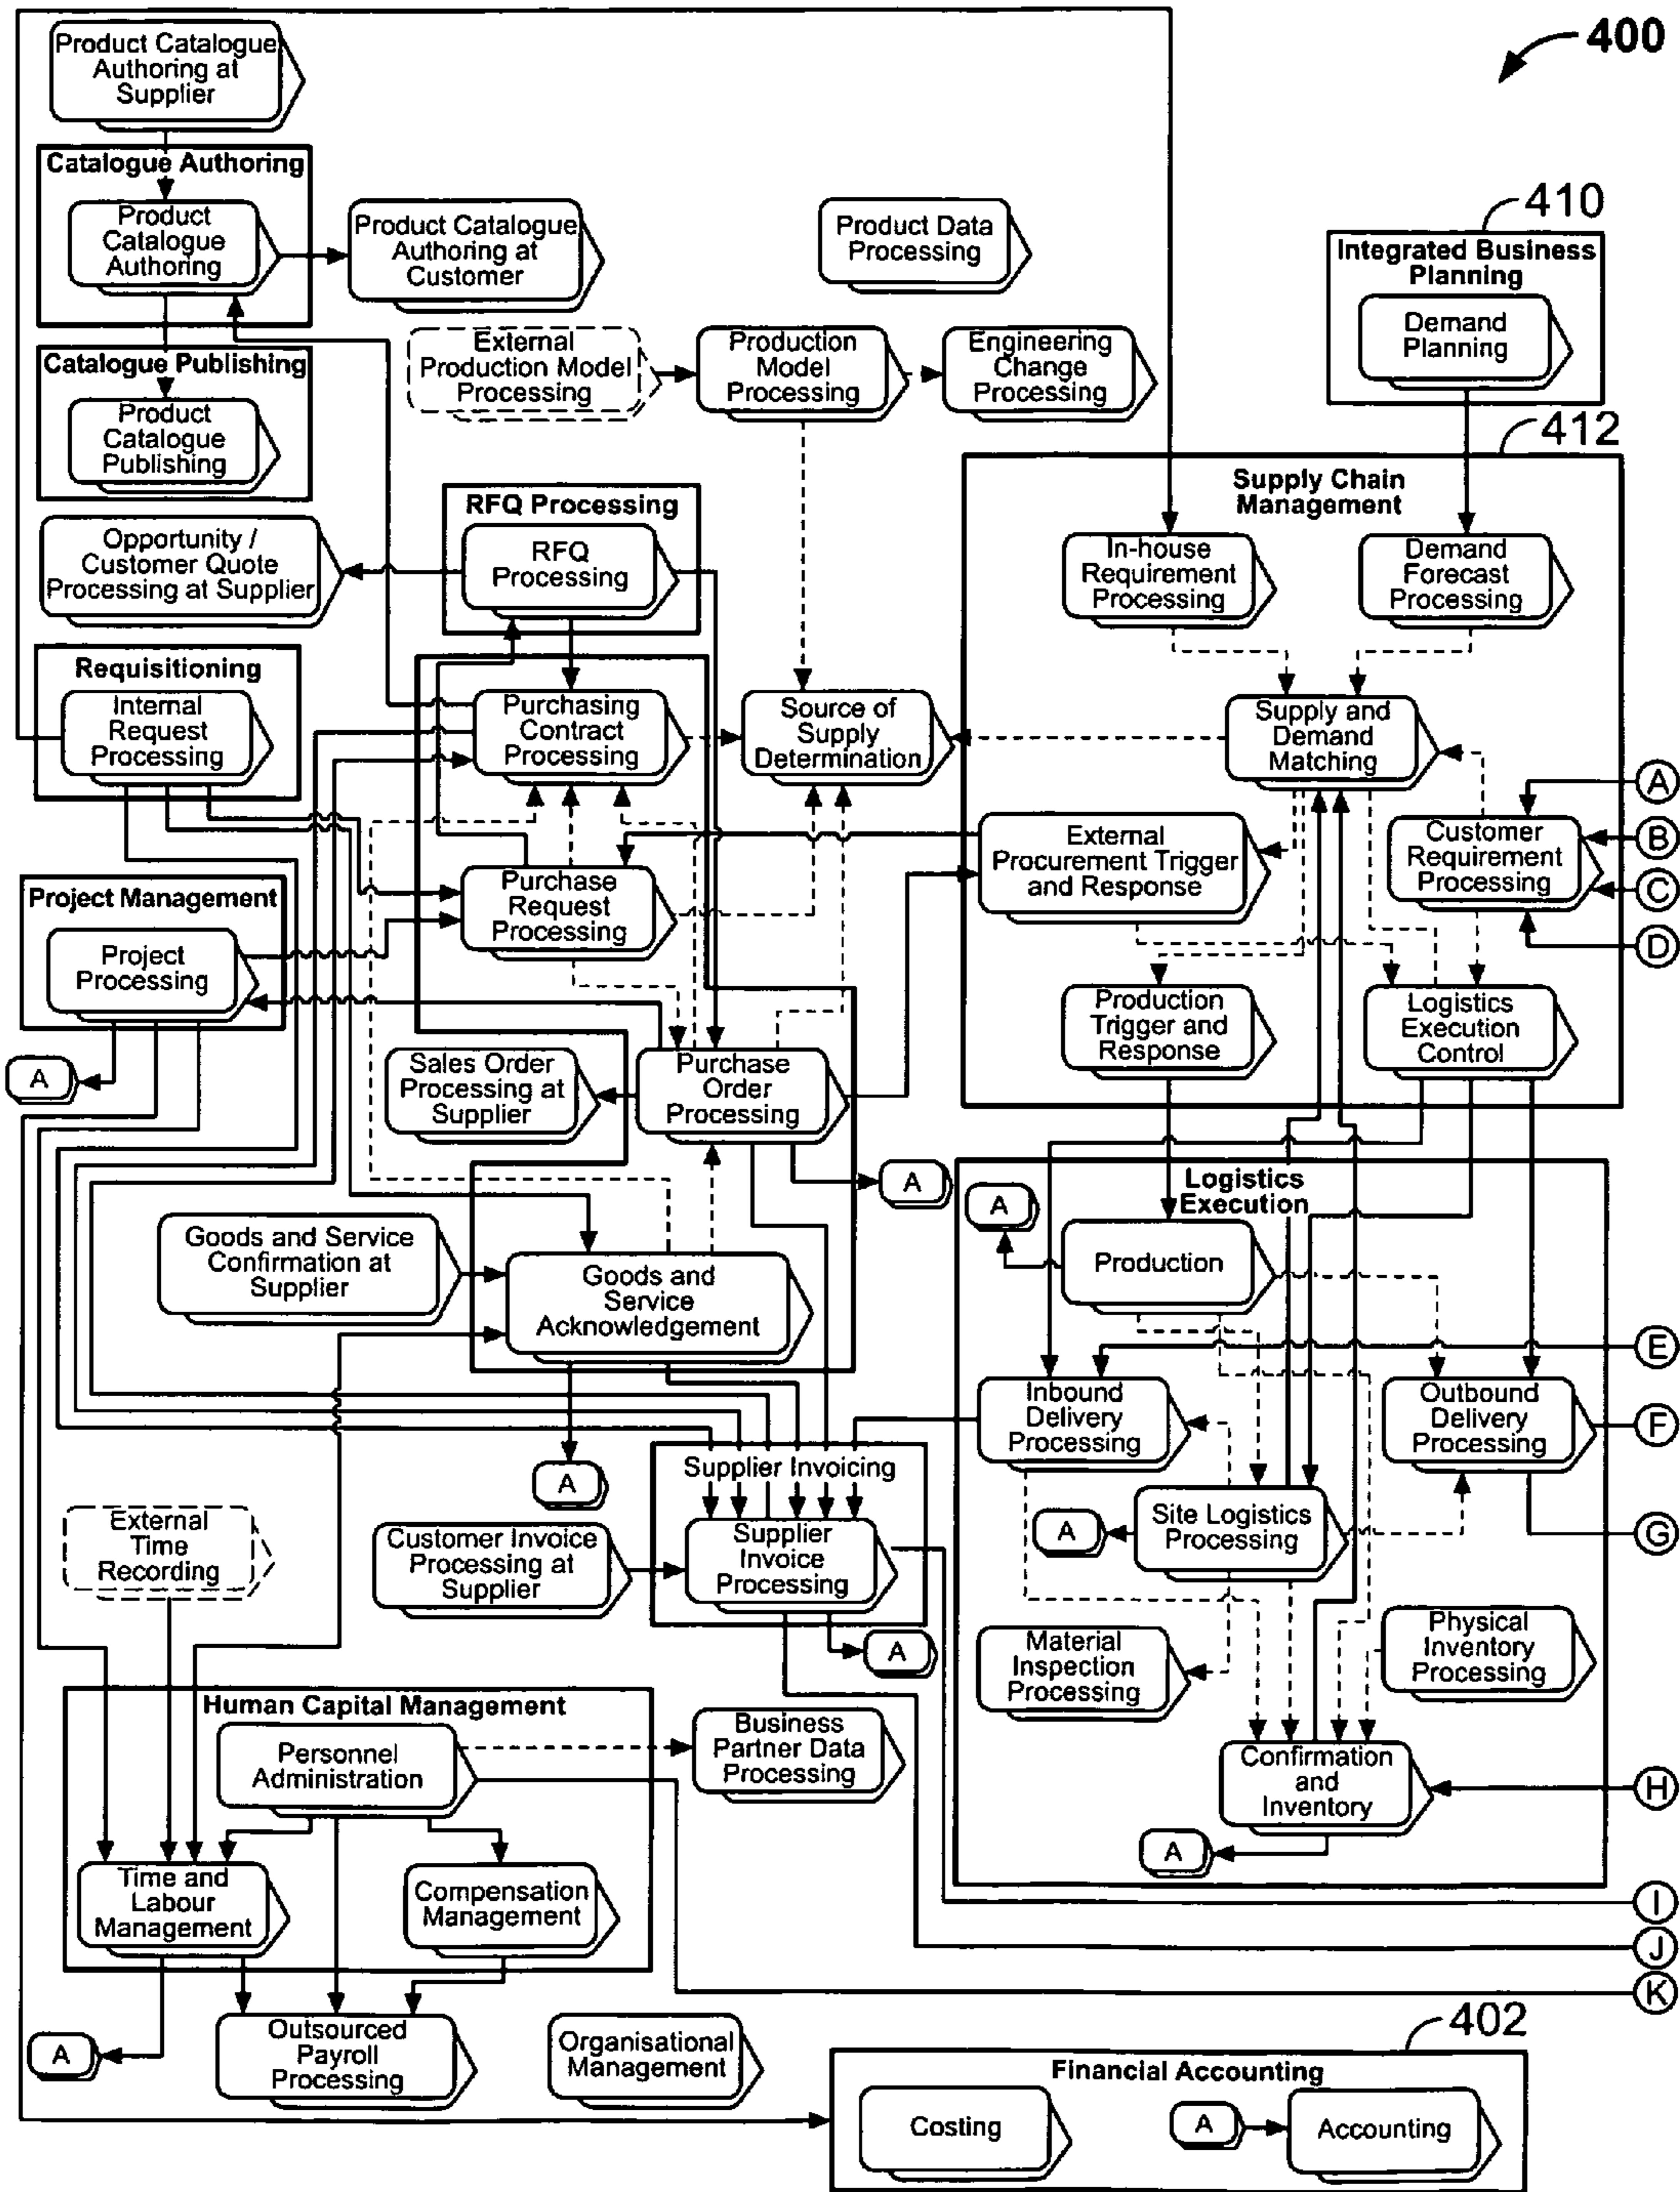 400
Product Catalogue
Authoring at
Supplier
Catalogue Authoring
Product
Catalogue
Authoring
Product Catalogue
Authoring at
Customer
Product Data
Processing
410
Integrated Business
Planning
Demand
Planning
Catalogue Publishing
Product
Catalogue
Publishing
External
Production Model
Processing
Production
Model
Processing
Engineering
Change
Processing
412
Supply Chain
Management
RFQ Processing
RFQ
Processing
Opportunity /
Customer Quote
Processing at Supplier
In-house
Requirement
Processing
Demand
Forecast
Processing
Requisitioning
Internal
Request
Processing
Purchasing
Contract
Processing
Source of
Supply
Determination
Supply and
Demand
Matching
A
B
C
D
External
Procurement Trigger
and Response
Customer
Requirement
Processing
Project Management
Project
Processing
Purchase
Request
Processing
Production
Trigger and
Response
Logistics
Execution
Control
A
Sales Order
Processing at
Supplier
Purchase
Order
Processing
A
Logistics
Execution
A
Production
Goods and Service
Confirmation at
Supplier
Goods and
Service
Acknowledgement
E
Inbound
Delivery
Processing
Outbound
Delivery
Processing
F
A
Supplier Invoicing
Supplier
Invoice
Processing
Customer Invoice
Processing at
Supplier
External
Time
Recording
A
Site Logistics
Processing
G
A
Material
Inspection
Processing
Physical
Inventory
Processing
Human Capital Management
Personnel
Administration
Business
Partner Data
Processing
Confirmation
and
Inventory
H
A
Time and
Labour
Management
Compensation
Management
I
J
K
A
Outsourced
Payroll
Processing
Organisational
Management
402
Financial Accounting
Costing
A
Accounting